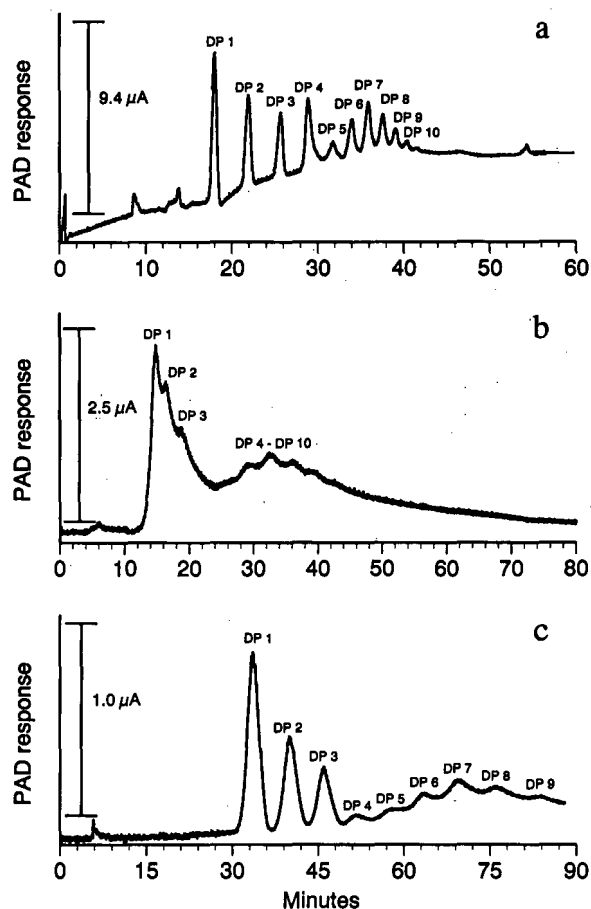 a
PAD response
9.4 μA
DP 1
DP 2
DP 3
DP 4
DP 5
DP 6
DP 7
DP 8
DP 9
DP 10
0 10 20 30 40 50 60
b
PAD response
2.5 μA
DP 1
DP 2
DP 3
DP 4 - DP 10
0 10 20 30 40 50 60 70 80
c
PAD response
1.0 μA
DP 1
DP 2
DP 3
DP 4
DP 5
DP 6
DP 7
DP 8
DP 9
0 15 30 45 60 75 90
Minutes